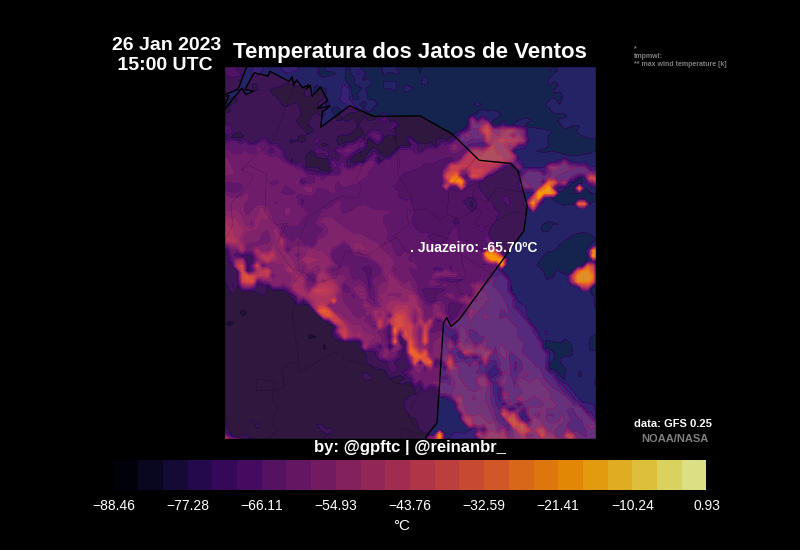 26 Jan 2023
15:00 UTC
Temperatura dos Jatos de Ventos
*
tmpmwt:
** max wind temperature [k]
. Juazeiro: -65.70ºC
data: GFS 0.25
NOAA/NASA
by: @gpftc | @reinanbr_
−88.46 −77.28 −66.11 −54.93 −43.76 −32.59 −21.41 −10.24 0.93
°C